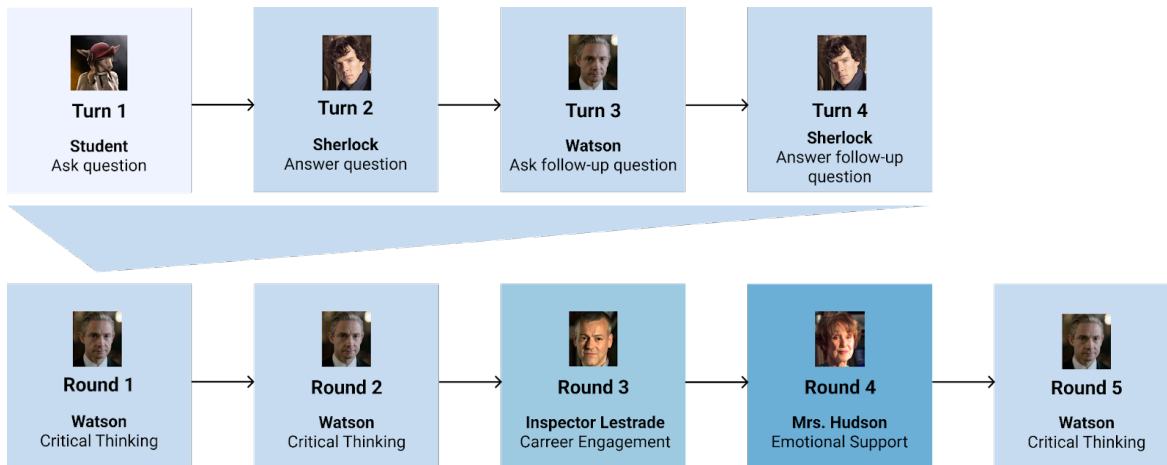 Turn 1
Student
Ask question
Turn 2
Sherlock
Answer question
Turn 3
Watson
Ask follow-up question
Turn 4
Sherlock
Answer follow-up
question
Round 1
Watson
Critical Thinking
Round 2
Watson
Critical Thinking
Round 3
Inspector Lestrade
Carreer Engagement
Round 4
Mrs. Hudson
Emotional Support
Round 5
Watson
Critical Thinking